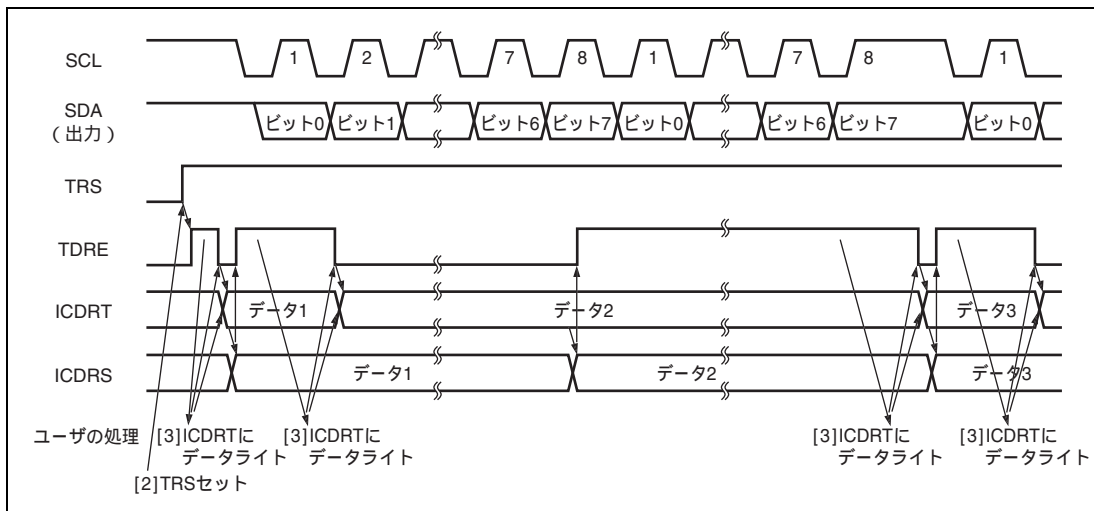 SCL 1 2 7 8 1 7 8 1
SDA
(出力)
ビット0 ビット1 ビット6 ビット7 ビット0 ビット6 ビット7 ビット0
TRS
TDRE
ICDRT データ1 データ2 データ3
ICDRS データ1 データ2 データ3
ユーザの処理 [3]ICDRTに [3]ICDRTに [3]ICDRTに [3]ICDRTに
データライト データライト データライト データライト
[2]TRSセット